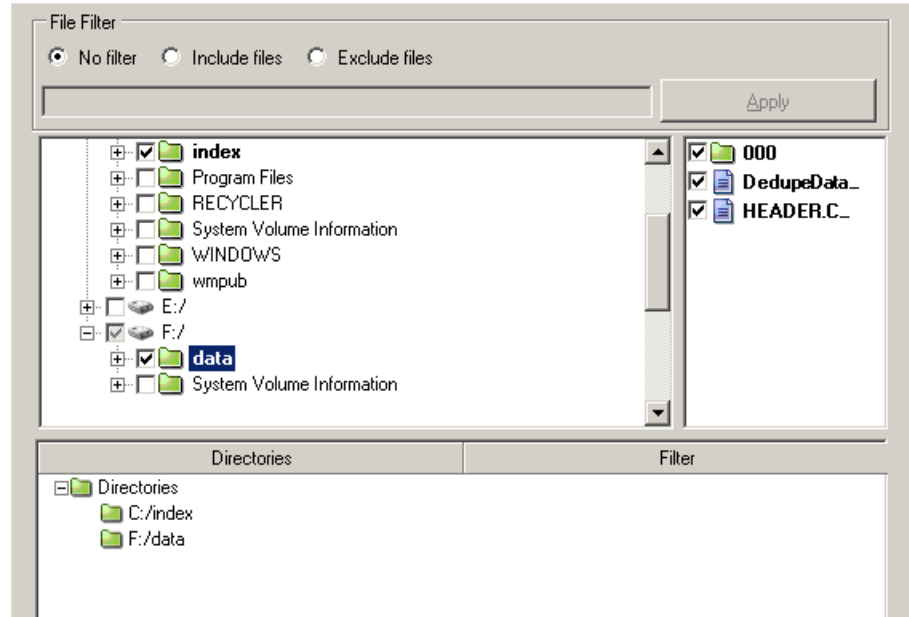 File Filter
No filter Include files Exclude files
Apply
index
Program Files
RECYCLER
System Volume Information
WINDOWS
wmpub
E:/
F:/
data
System Volume Information
000
DedupeData_
HEADER.C_
Directories Filter
Directories
C:/index
F:/data